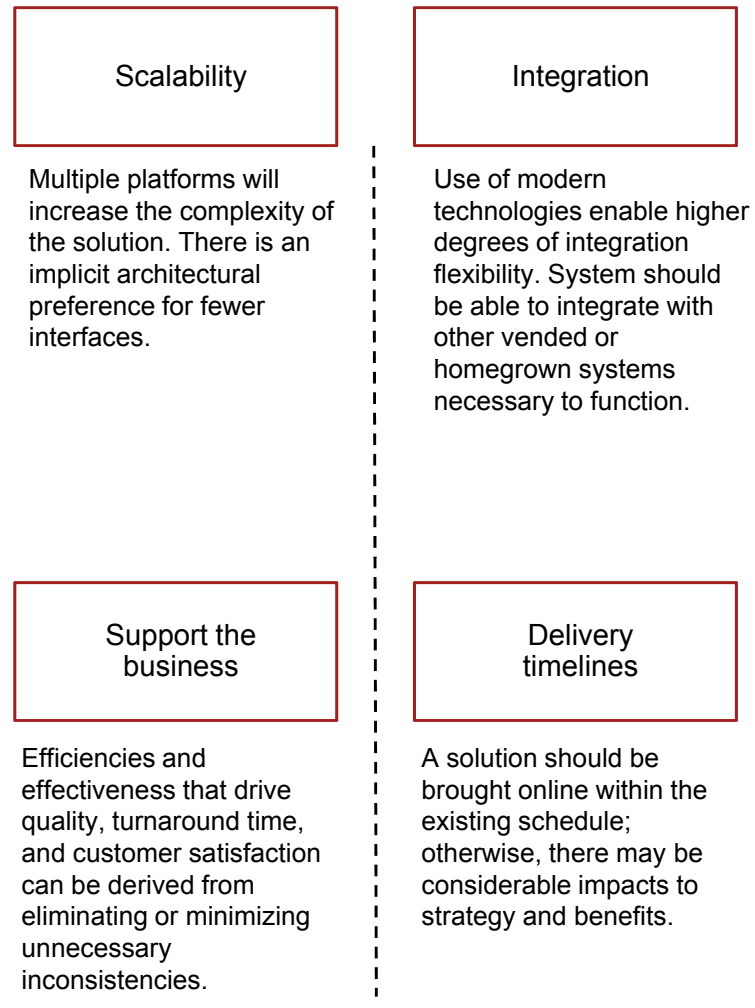 Scalability
Multiple platforms will
increase the complexity of
the solution. There is an
implicit architectural
preference for fewer
interfaces.
Integration
Use of modern
technologies enable higher
degrees of integration
flexibility. System should
be able to integrate with
other vended or
homegrown systems
necessary to function.
Support the
business
Efficiencies and
effectiveness that drive
quality, turnaround time,
and customer satisfaction
can be derived from
eliminating or minimizing
unnecessary
inconsistencies.
Delivery
timelines
A solution should be
brought online within the
existing schedule;
otherwise, there may be
considerable impacts to
strategy and benefits.